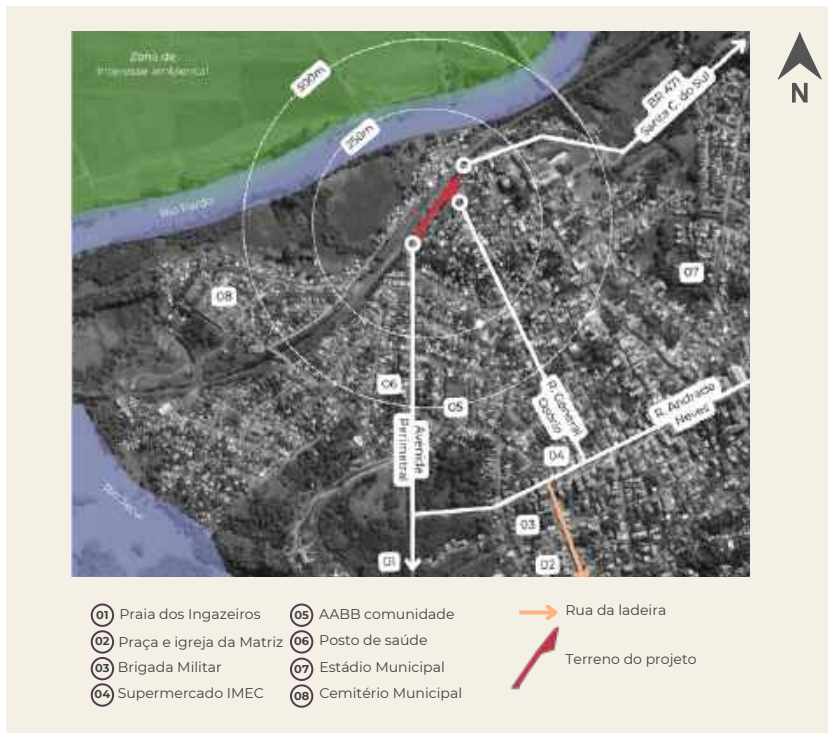 Zona de
interesse ambiental
500m
250m
BR 471
Santa C. do Sul
N
Rio Pardo
07
08
06
05
R. General
Osório
R. Andrade
Neves
Avenida
Perimetral
04
03
01
02
01 Praia dos Ingazeiros
02 Praça e igreja da Matriz
03 Brigada Militar
04 Supermercado IMEC
05 AABB comunidade
06 Posto de saúde
07 Estádio Municipal
08 Cemitério Municipal
Rua da ladeira
Terreno do projeto